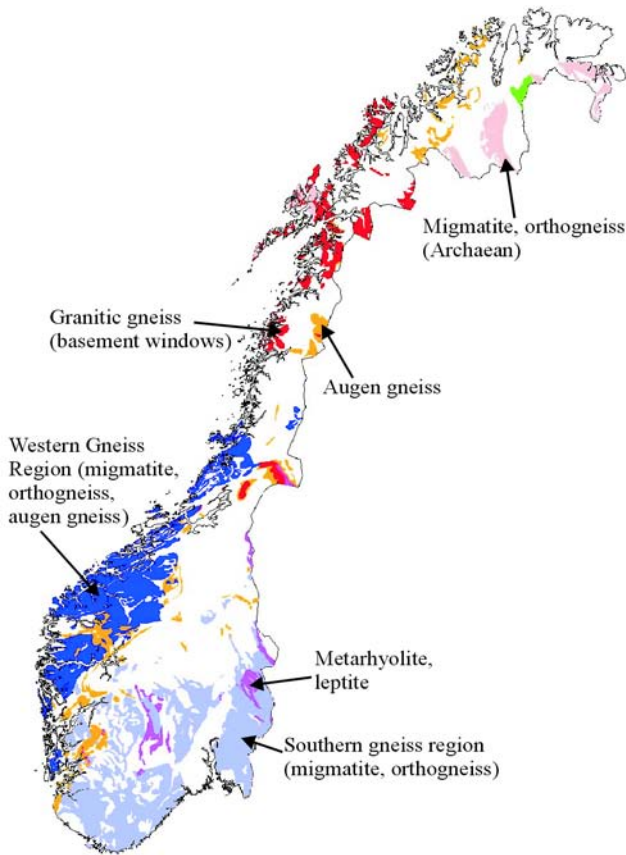 Migmatite, orthogneiss
(Archaean)
Granitic gneiss
(basement windows)
Augen gneiss
Western Gneiss
Region (migmatite,
orthogneiss,
augen gneiss)
Metarhyolite,
leptite
Southern gneiss region
(migmatite, orthogneiss)